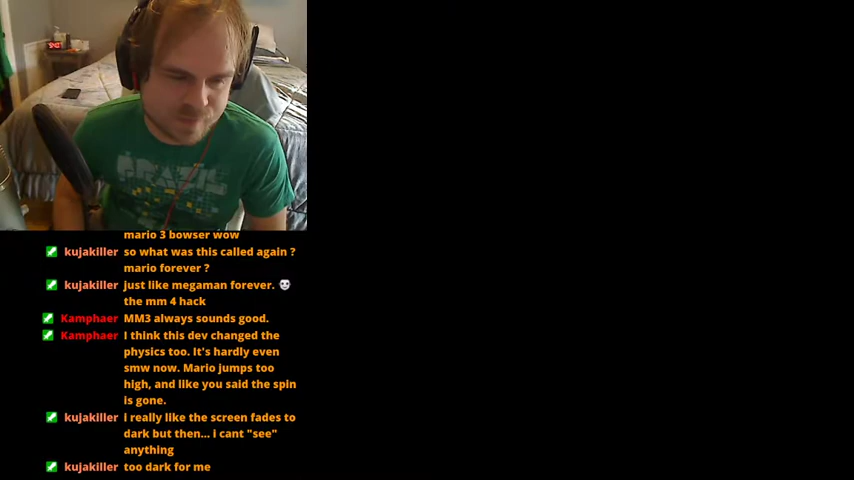 BRAZIL
mario 3 bowser wow
kujakiller so what was this called again ?
mario forever ?
kujakiller just like megaman forever.
the mm 4 hack
Kamphaer MM3 always sounds good.
Kamphaer I think this dev changed the
physics too. It's hardly even
smw now. Mario jumps too
high, and like you said the spin
is gone.
kujakiller i really like the screen fades to
dark but then... i cant "see"
anything
kujakiller too dark for me